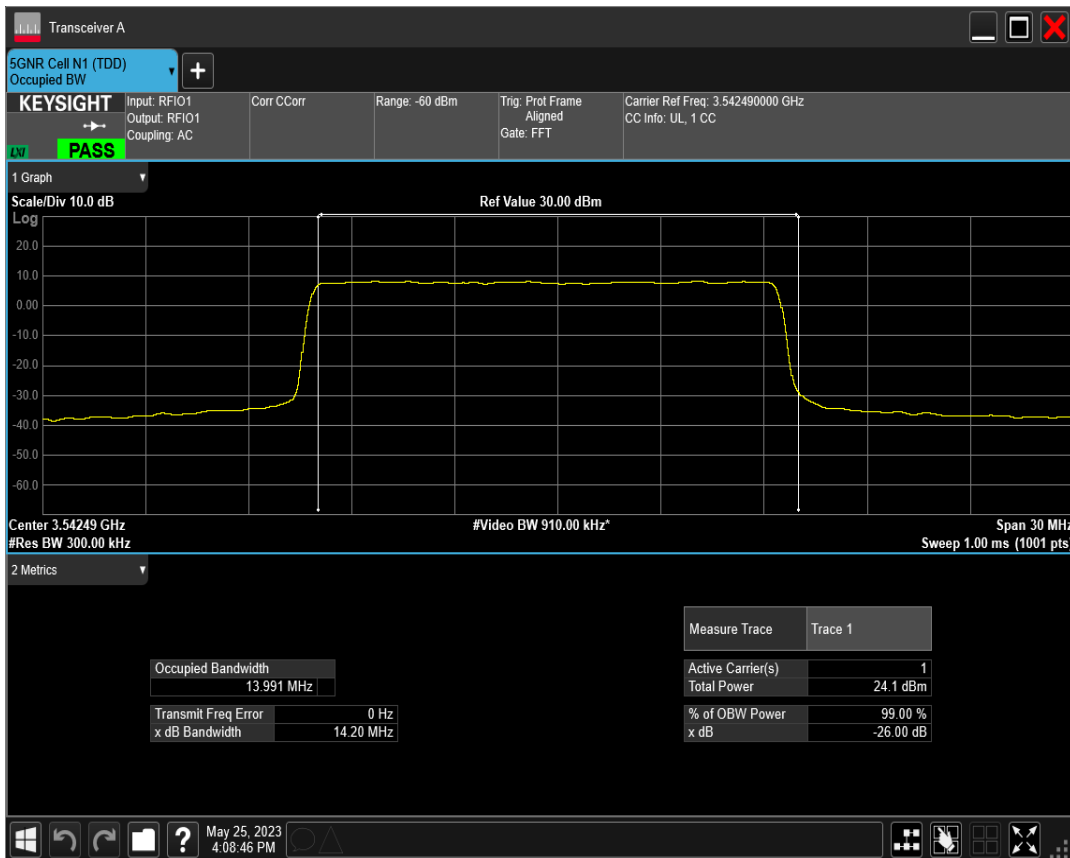 Transceiver A
5GNR Cell N1 (TDD)
Occupied BW
+
KEYSIGHT
LXI
PASS
Input: RFIO1
Output: RFIO1
Coupling: AC
Corr CCorr
Range: -60 dBm
Trig: Prot Frame
Aligned
Gate: FFT
Carrier Ref Freq: 3.542490000 GHz
CC Info: UL, 1 CC
1 Graph
Scale/Div 10.0 dB
Ref Value 30.00 dBm
Log
20.0
10.0
0.00
-10.0
-20.0
-30.0
-40.0
-50.0
-60.0
Center 3.54249 GHz
#Video BW 910.00 kHz*
Span 30 MHz
#Res BW 300.00 kHz
Sweep 1.00 ms (1001 pts)
2 Metrics
Measure Trace Trace 1
Occupied Bandwidth
13.991 MHz
Active Carrier(s) 1
Total Power 24.1 dBm
Transmit Freq Error 0 Hz
x dB Bandwidth 14.20 MHz
% of OBW Power 99.00 %
x dB -26.00 dB
?
May 25, 2023
4:08:46 PM